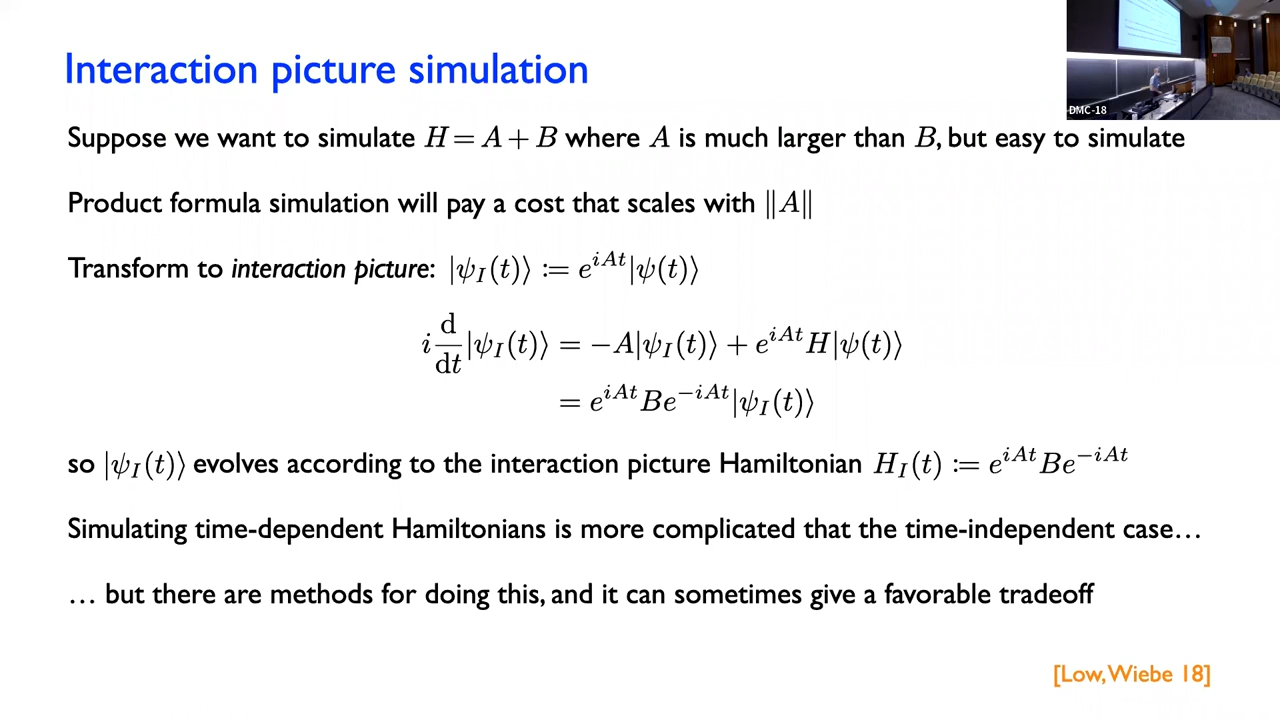 Interaction picture simulation
DMC-18
Suppose we want to simulate H = A + B where A is much larger than B, but easy to simulate
Product formula simulation will pay a cost that scales with ‖A‖
Transform to interaction picture: |ψ_I(t)⟩ := e^{iAt}|ψ(t)⟩
i d/dt |ψ_I(t)⟩ = −A|ψ_I(t)⟩ + e^{iAt}H|ψ(t)⟩
= e^{iAt}Be^{−iAt}|ψ_I(t)⟩
so |ψ_I(t)⟩ evolves according to the interaction picture Hamiltonian H_I(t) := e^{iAt}Be^{−iAt}
Simulating time-dependent Hamiltonians is more complicated that the time-independent case…
… but there are methods for doing this, and it can sometimes give a favorable tradeoff
[Low, Wiebe 18]